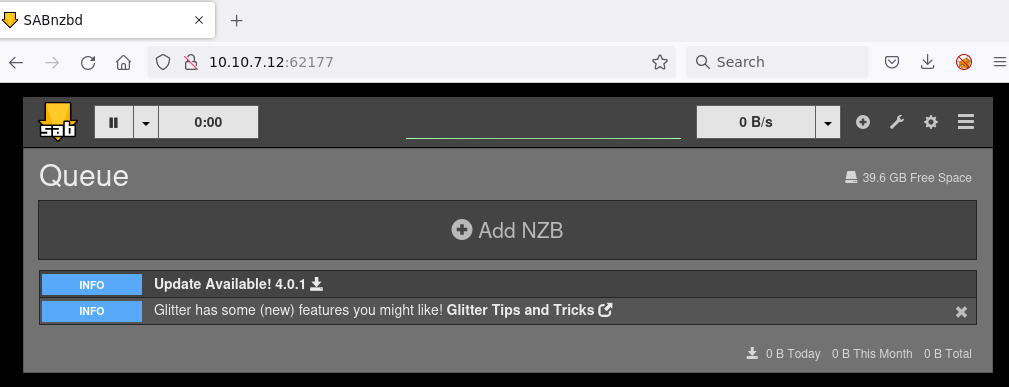 SABnzbd
10.10.7.12:62177
Search
sab
0:00
0 B/s
Queue
39.6 GB Free Space
Add NZB
INFO
Update Available! 4.0.1
INFO
Glitter has some (new) features you might like! Glitter Tips and Tricks
0 B Today 0 B This Month 0 B Total